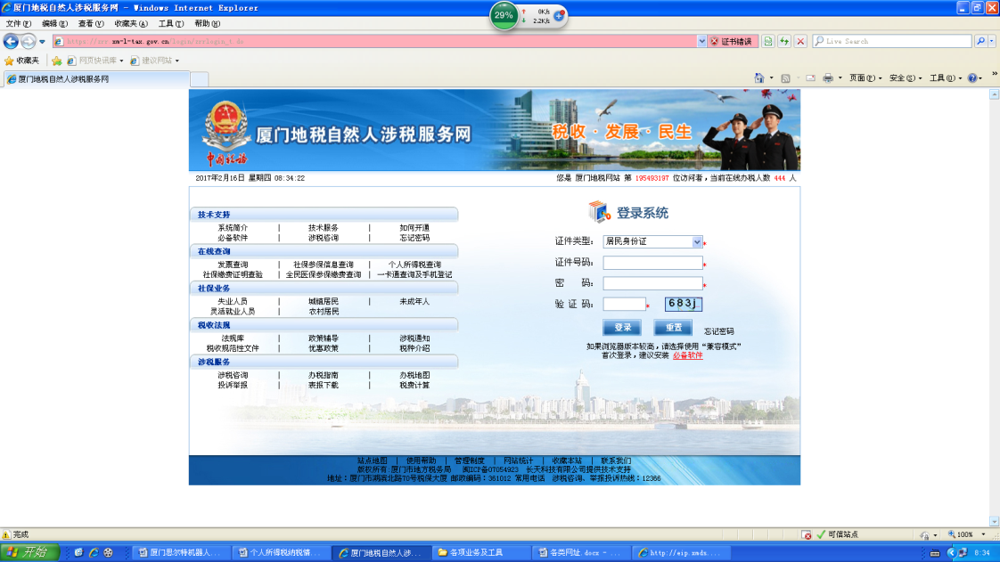 厦门地税自然人涉税服务网 - Windows Internet Explorer
29% 0K/s 2.2K/s
文件(F) 编辑(E) 查看(V) 收藏夹(A) 工具(T) 帮助(H)
xm-l-tax.gov.cn/login/zrrlogin_t.do 证书错误 Live Search
收藏夹 网页快讯库 建议网站
厦门地税自然人涉税服务网 页面(P) 安全(S) 工具(O)
中国税务 厦门地税自然人涉税服务网 税收·发展·民生
2017年2月16日 星期四 08:34:22 您是 厦门地税网站 第 195493197 位访问者,当前在线办税人数 444 人
技术支持
系统简介 | 技术服务 | 如何开通
必备软件 | 涉税咨询 | 忘记密码
在线查询
发票查询 | 社保参保信息查询 | 个人所得税查询
社保缴费证明查验 | 全民医保参保缴费查询 | 一卡通查询及手机登记
社保业务
失业人员 | 城镇居民 | 未成年人
灵活就业人员 | 农村居民
税收法规
法规库 | 政策辅导 | 涉税通知
税收规范性文件 | 优惠政策 | 税种介绍
涉税服务
涉税咨询 | 办税指南 | 办税地图
投诉举报 | 表报下载 | 税费计算
登录系统
证件类型: 居民身份证 *
证件号码: *
密 码: *
验 证 码: * 683j
登录 重置 忘记密码
如果浏览器版本较高,请选择使用“兼容模式”
首次登录,建议安装 必备软件
站点地图 | 使用帮助 | 管理制度 | 网站统计 | 收藏本站 | 联系我们
版权所有:厦门市地方税务局 闽ICP备07054923 长天科技有限公司提供技术支持
地址:厦门市湖滨北路70号税保大厦 邮政编码:361012 常用电话 涉税咨询、举报投诉热线:12366
完成 可信站点 100%
开始 厦门思尔特机器人... 个人所得税纳税情... 厦门地税自然人涉... 各项业务及工具 各类网址.docx - ... http://eip.xmdx.... 8:34